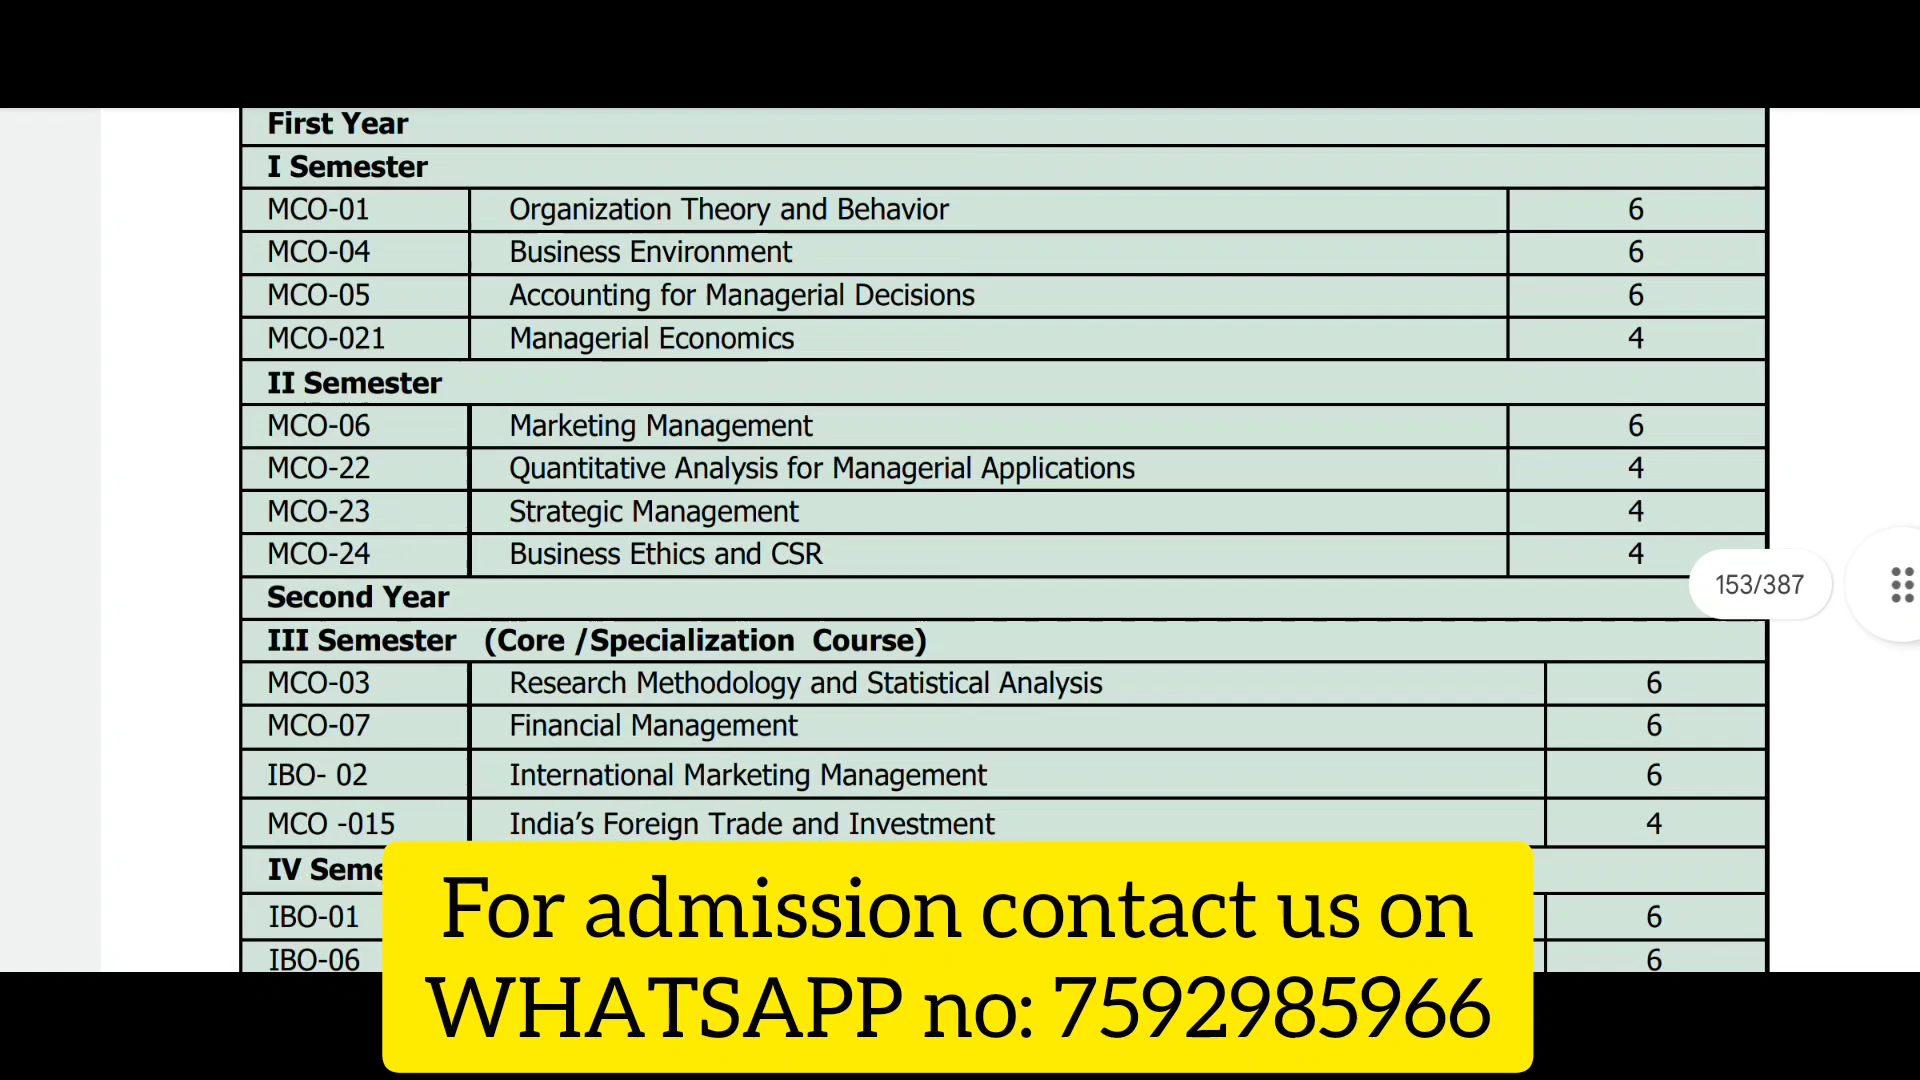 First Year
I Semester
MCO-01 Organization Theory and Behavior 6
MCO-04 Business Environment 6
MCO-05 Accounting for Managerial Decisions 6
MCO-021 Managerial Economics 4
II Semester
MCO-06 Marketing Management 6
MCO-22 Quantitative Analysis for Managerial Applications 4
MCO-23 Strategic Management 4
MCO-24 Business Ethics and CSR 4
153/387
Second Year
III Semester (Core /Specialization Course)
MCO-03 Research Methodology and Statistical Analysis 6
MCO-07 Financial Management 6
IBO- 02 International Marketing Management 6
MCO -015 India’s Foreign Trade and Investment 4
IV Seme
IBO-01 6
IBO-06 6
For admission contact us on
WHATSAPP no: 7592985966